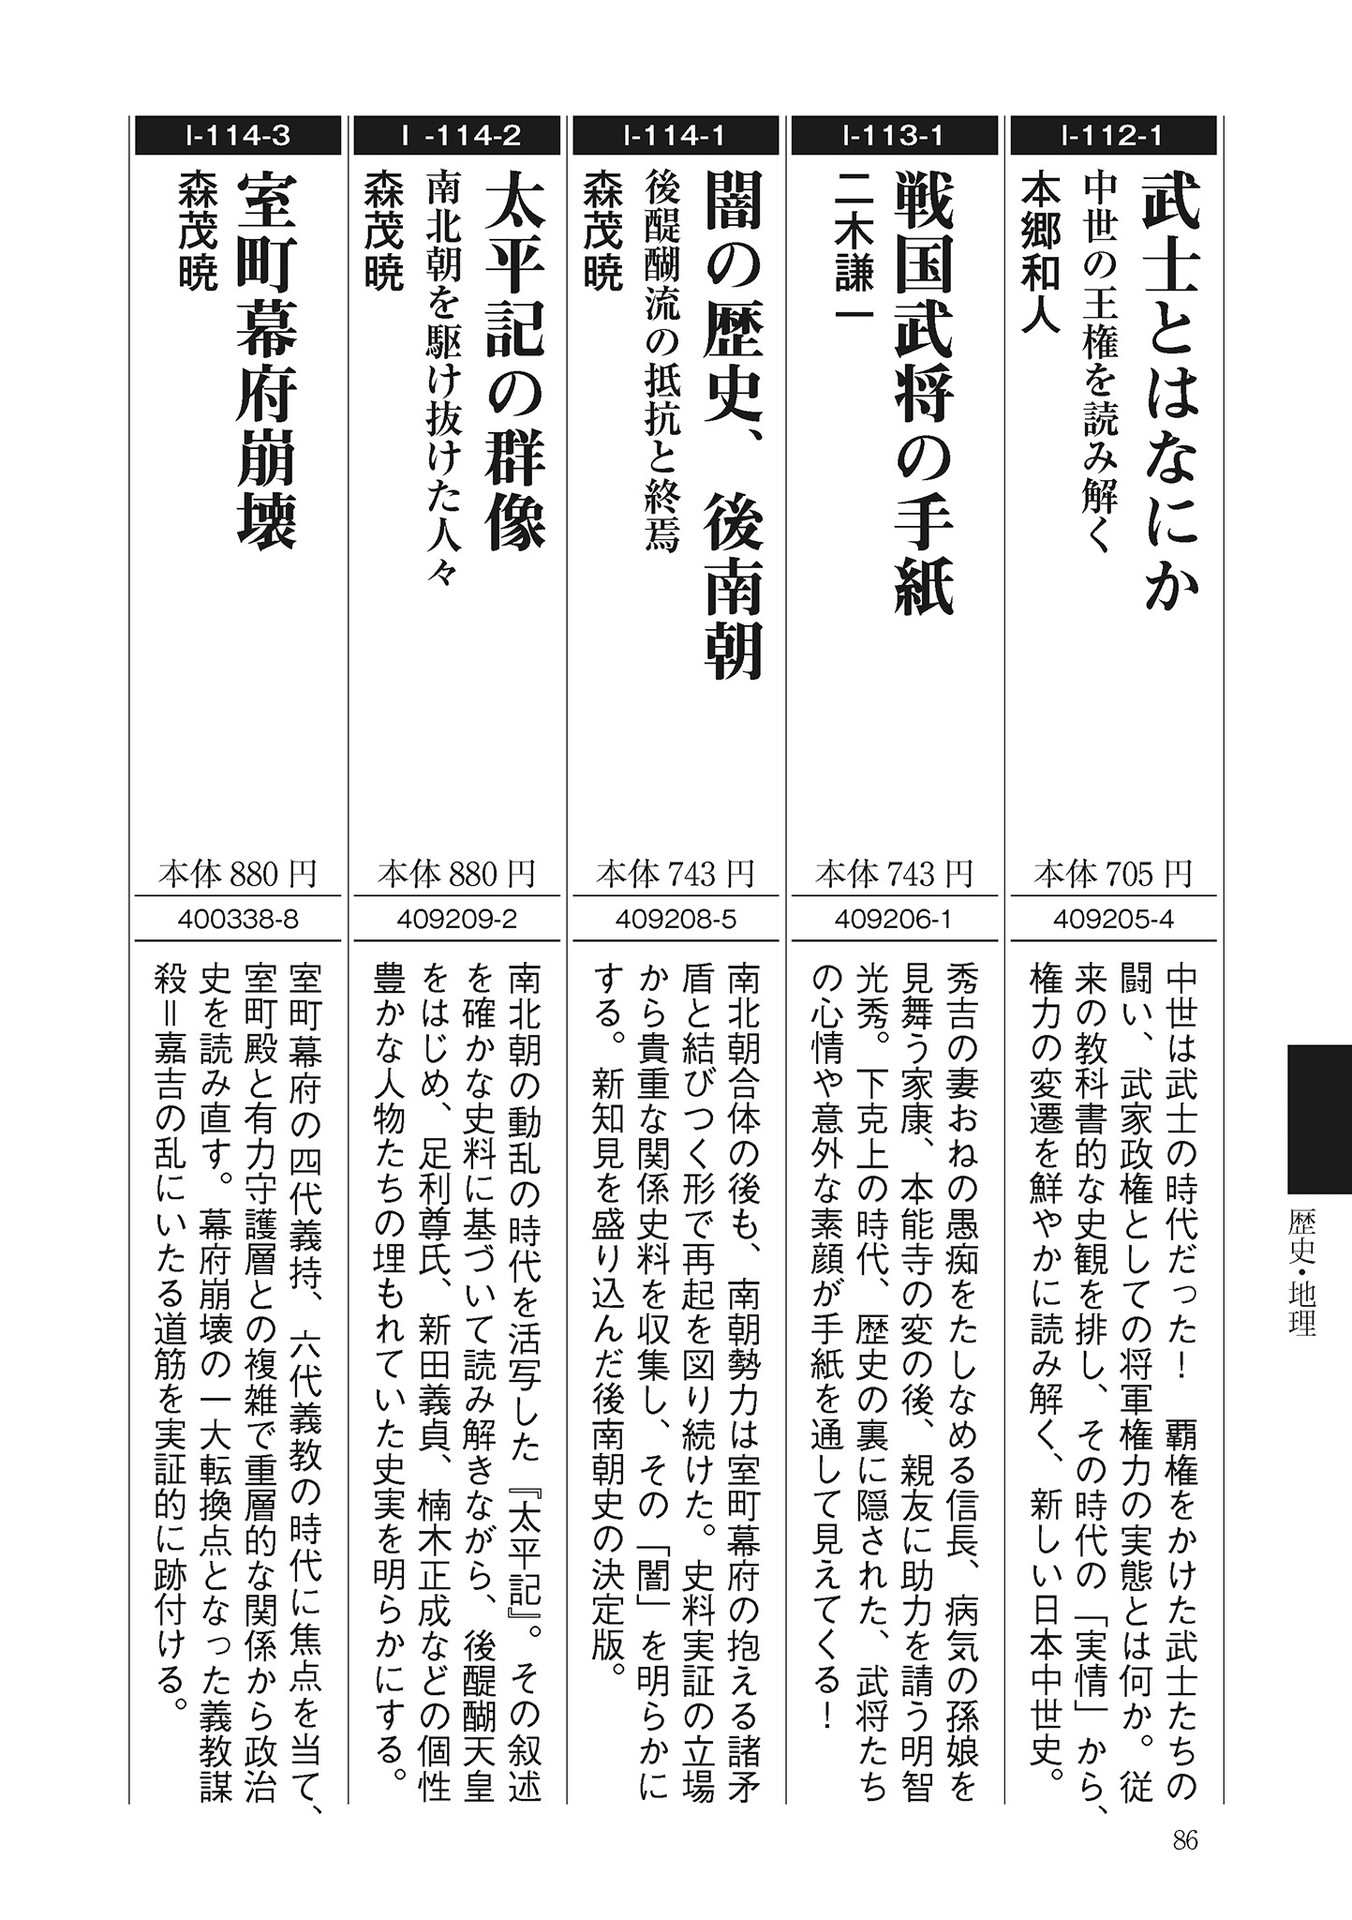 I-112-1
武士とはなにか
中世の王権を読み解く
本郷和人
本体705円
409205-4
中世は武士の時代だった！　覇権をかけた武士たちの
闘い、武家政権としての将軍権力の実態とは何か。従
来の教科書的な史観を排し、その時代の「実情」から、
権力の変遷を鮮やかに読み解く、新しい日本中世史。
I-113-1
戦国武将の手紙
二木謙一
本体743円
409206-1
秀吉の妻おねの愚痴をたしなめる信長、病気の孫娘を
見舞う家康、本能寺の変の後、親友に助力を請う明智
光秀。下克上の時代、歴史の裏に隠された、武将たち
の心情や意外な素顔が手紙を通して見えてくる！
I-114-1
闇の歴史、後南朝
後醍醐流の抵抗と終焉
森茂暁
本体743円
409208-5
南北朝合体の後も、南朝勢力は室町幕府の抱える諸矛
盾と結びつく形で再起を図り続けた。史料実証の立場
から貴重な関係史料を収集し、その「闇」を明らかに
する。新知見を盛り込んだ後南朝史の決定版。
I-114-2
太平記の群像
南北朝を駆け抜けた人々
森茂暁
本体880円
409209-2
南北朝の動乱の時代を活写した『太平記』。その叙述
を確かな史料に基づいて読み解きながら、後醍醐天皇
をはじめ、足利尊氏、新田義貞、楠木正成などの個性
豊かな人物たちの埋もれていた史実を明らかにする。
I-114-3
室町幕府崩壊
森茂暁
本体880円
400338-8
室町幕府の四代義持、六代義教の時代に焦点を当て、
室町殿と有力守護層との複雑で重層的な関係から政治
史を読み直す。幕府崩壊の一大転換点となった義教謀
殺＝嘉吉の乱にいたる道筋を実証的に跡付ける。
歴史・地理
86